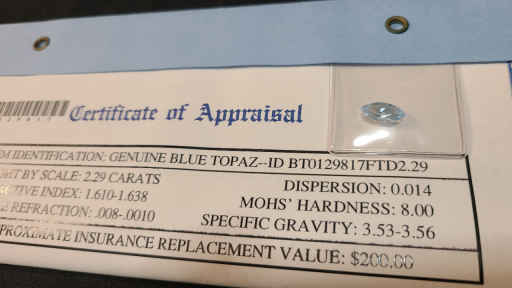 Certificate of Appraisal
M IDENTIFICATION: GENUINE BLUE TOPAZ--ID BT0129817FTD2.29
GHT BY SCALE: 2.29 CARATS
DISPERSION: 0.014
TIVE INDEX: 1.610-1.638
MOHS' HARDNESS: 8.00
REFRACTION: .008-.0010
SPECIFIC GRAVITY: 3.53-3.56
PROXIMATE INSURANCE REPLACEMENT VALUE: $200.00